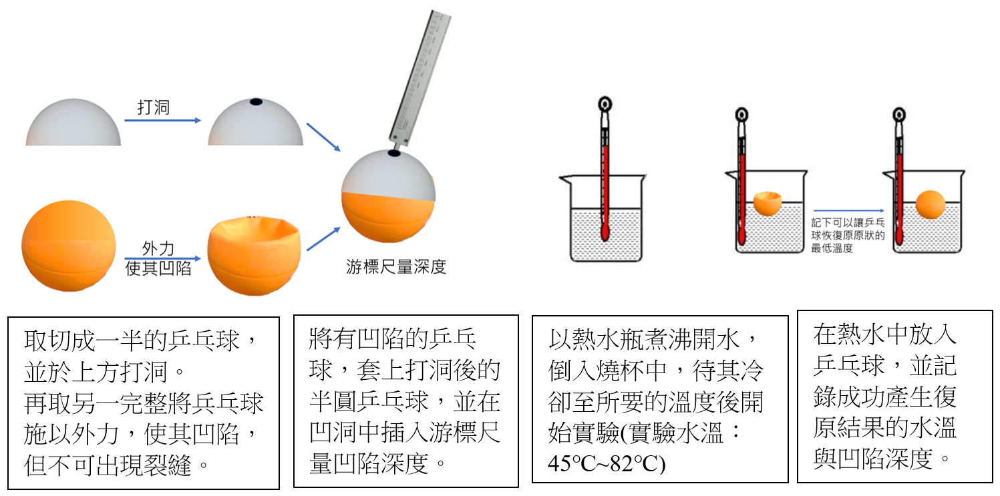 打洞
外力
使其凹陷
游標尺量深度
記下可以讓乒乓
球恢復原原狀的
最低溫度
取切成一半的乒乓球，
並於上方打洞。
再取另一完整將兵乓球
施以外力，使其凹陷，
但不可出現裂縫。
將有凹陷的乒乓
球，套上打洞後的
半圓乒乓球，並在
凹洞中插入游標尺
量凹陷深度。
以熱水瓶煮沸開水，
倒入燒杯中，待其冷
卻至所要的溫度後開
始實驗(實驗水溫：
45℃~82℃)
在熱水中放入
乒乓球，並記
錄成功產生復
原結果的水溫
與凹陷深度。